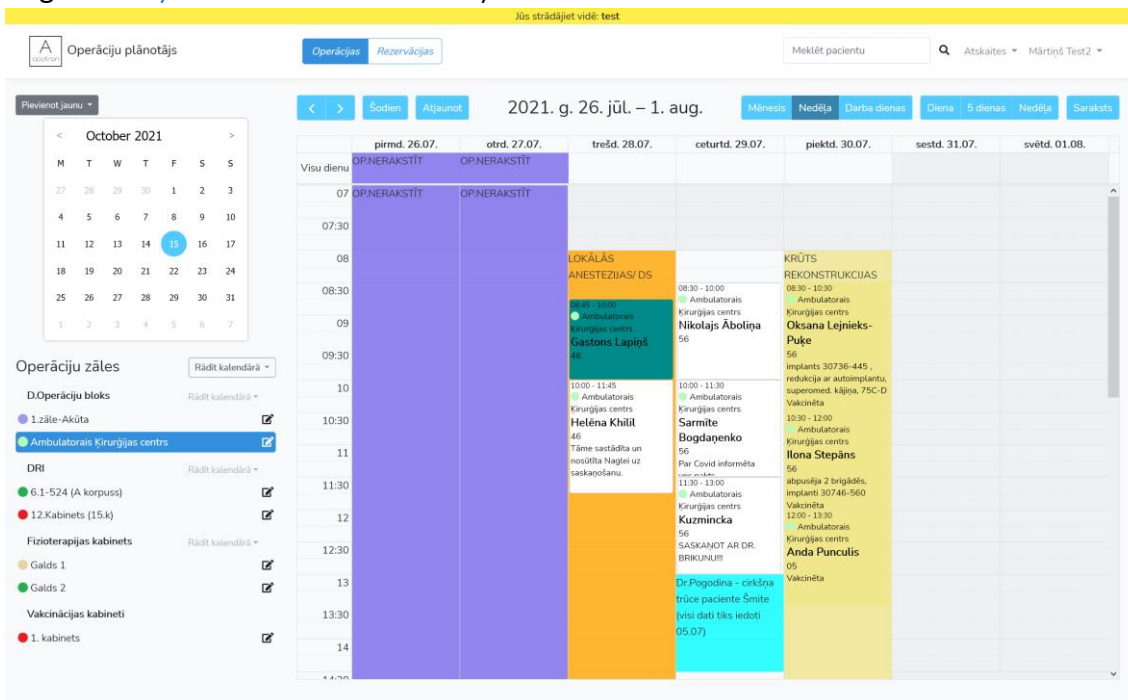 Jūs strādājiet vidē: test
A
Operāciju plānotājs
Operācijas Rezervācijas
Meklēt pacientu
Atskaites Mārtiņš Test2
Pievienot jaunu
< > Šodien Atjaunot
2021. g. 26. jūl. – 1. aug.
Mēnesis Nedēļa Darba dienas Diena 5 dienas Nedēļa Saraksts
< October 2021 >
M T W T F S S
27 28 29 30 1 2 3
4 5 6 7 8 9 10
11 12 13 14 15 16 17
18 19 20 21 22 23 24
25 26 27 28 29 30 31
1 2 3 4 5 6 7
Operāciju zāles
Rādīt kalendārā
D.Operāciju bloks Rādīt kalendārā
1.zāle-Akūta
Ambulatorais Ķirurģijas centrs
DRI Rādīt kalendārā
6.1-524 (A korpuss)
12.Kabinets (15.k)
Fizioterapijas kabinets Rādīt kalendārā
Galds 1
Galds 2
Vakcinācijas kabineti
1. kabinets
pirmd. 26.07. otrd. 27.07. trešd. 28.07. ceturtd. 29.07. piektd. 30.07. sestd. 31.07. svētd. 01.08.
Visu dienu
OP.NERAKSTĪT OP.NERAKSTĪT
07
07:30
08
08:30
09
09:30
10
10:30
11
11:30
12
12:30
13
13:30
14
OP.NERAKSTĪT
OP.NERAKSTĪT
LOKĀLĀS
ANESTEZIJAS/ DS
08:45 - 10:00
Ambulatorais
Ķirurģijas centrs
Gastons Lapiņš
46
10:00 - 11:45
Ambulatorais
Ķirurģijas centrs
Helēna Khilil
46
Tāme sastādīta un
nosūtīta Naglei uz
saskaņošanu.
08:30 - 10:00
Ambulatorais
Ķirurģijas centrs
Nikolajs Āboliņa
56
10:00 - 11:30
Ambulatorais
Ķirurģijas centrs
Sarmīte
Bogdaņenko
56
Par Covid informēta
11:30 - 13:00
Ambulatorais
Ķirurģijas centrs
Kuzmincka
56
SASKAŅOT AR DR.
BRIKUNU!!!
Dr.Pogodina - cirkšņa
trūce paciente Šmite
(visi dati tiks iedoti
05.07)
KRŪTS
REKONSTRUKCIJAS
08:30 - 10:30
Ambulatorais
Ķirurģijas centrs
Oksana Lejnieks-
Puķe
56
implants 30736-445 ,
redukcija ar autoimplantu,
superomed. kājiņa, 75C-D
Vakcinēta
10:30 - 12:00
Ambulatorais
Ķirurģijas centrs
Ilona Stepāns
56
abpusēja 2 brigādēs,
implanti 30746-560
Vakcinēta
12:00 - 13:30
Ambulatorais
Ķirurģijas centrs
Anda Punculis
05
Vakcinēta